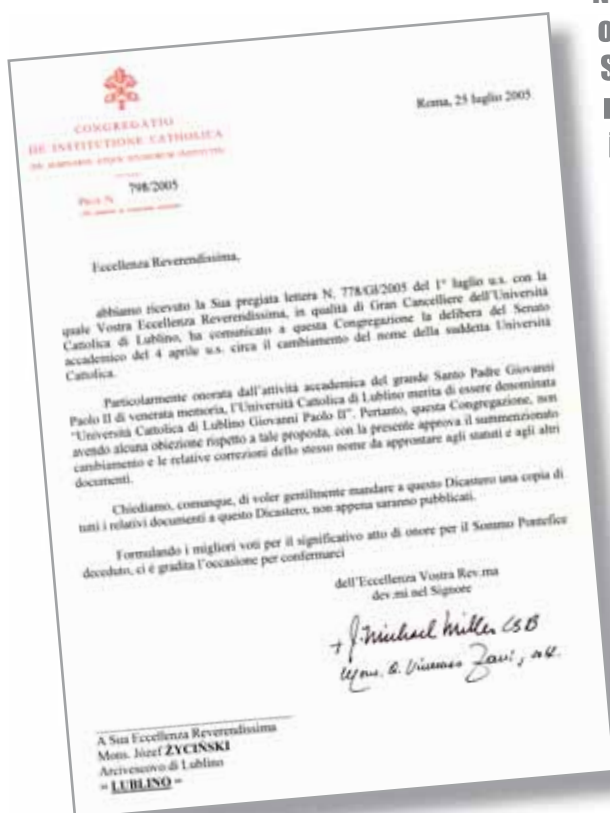 CONGREGATIO
DE INSTITUTIONE CATHOLICA
Roma, 25 luglio 2005
PROT. N. 798/2005
Eccellenza Reverendissima,
abbiamo ricevuto la Sua pregiata lettera N. 778/GI/2005 del 1° luglio u.s. con la
quale Vostra Eccellenza Reverendissima, in qualità di Gran Cancelliere dell'Università
Cattolica di Lublino, ha comunicato a questa Congregazione la delibera del Senato
accademico del 4 aprile u.s. circa il cambiamento del nome della suddetta Università
Cattolica.
Particolarmente onorata dall'attività accademica del grande Santo Padre Giovanni
Paolo II di venerata memoria, l'Università Cattolica di Lublino merita di essere denominata
"Università Cattolica di Lublino Giovanni Paolo II". Pertanto, questa Congregazione, non
avendo alcuna obiezione rispetto a tale proposta, con la presente approva il summenzionato
cambiamento e le relative correzioni dello stesso nome da approntare agli statuti e agli altri
documenti.
Chiediamo, comunque, di voler gentilmente mandare a questo Dicastero una copia di
tutti i relativi documenti a questo Dicastero, non appena saranno pubblicati.
Formulando i migliori voti per il significativo atto di onore per il Sommo Pontefice
deceduto, ci è gradita l'occasione per confermarci
dell'Eccellenza Vostra Rev.ma
dev.mi nel Signore
+ J. Michael Miller CSB
A Sua Eccellenza Reverendissima
Mons. Józef ŻYCIŃSKI
Arcivescovo di Lublino
= LUBLINO =